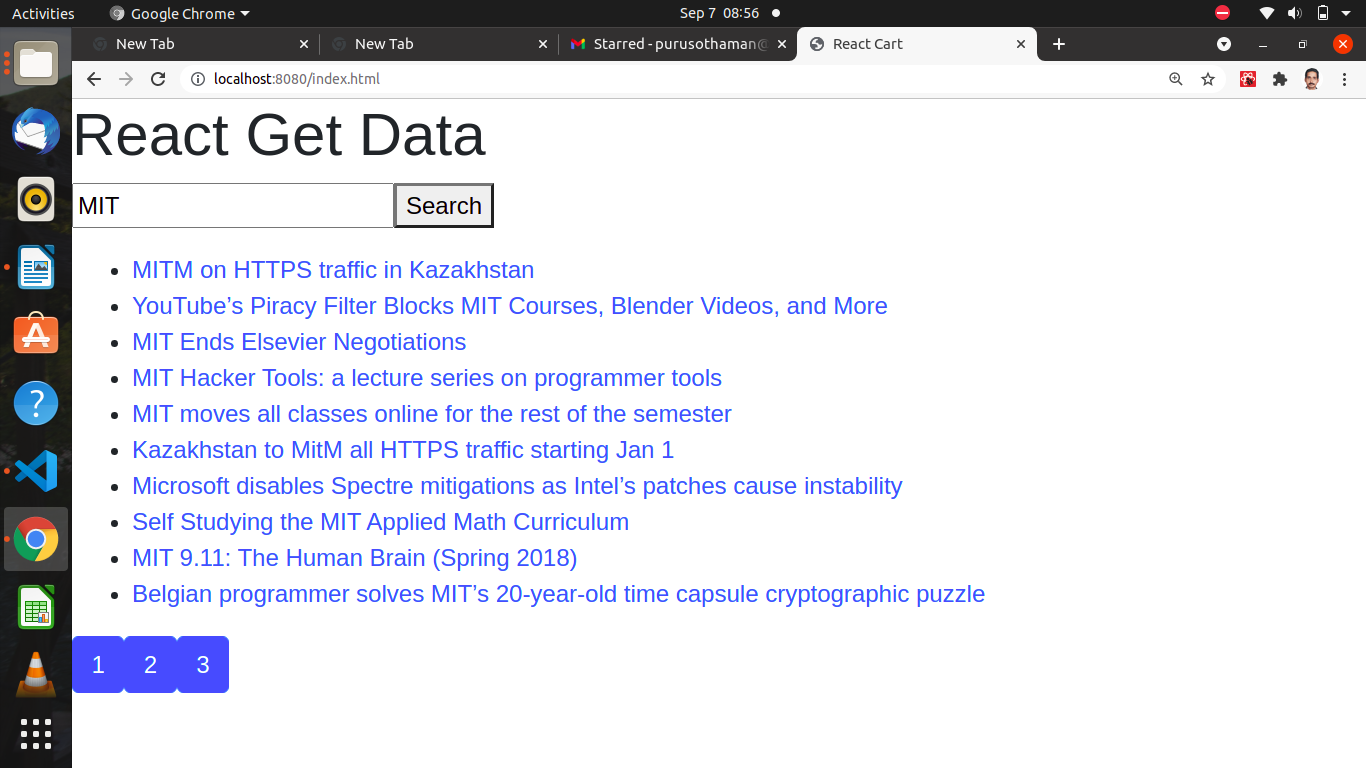 Activities
Google Chrome
Sep 7 08:56
New Tab
New Tab
Starred - purusothaman@
React Cart
localhost:8080/index.html
React Get Data
MIT
Search
MITM on HTTPS traffic in Kazakhstan
YouTube’s Piracy Filter Blocks MIT Courses, Blender Videos, and More
MIT Ends Elsevier Negotiations
MIT Hacker Tools: a lecture series on programmer tools
MIT moves all classes online for the rest of the semester
Kazakhstan to MitM all HTTPS traffic starting Jan 1
Microsoft disables Spectre mitigations as Intel’s patches cause instability
Self Studying the MIT Applied Math Curriculum
MIT 9.11: The Human Brain (Spring 2018)
Belgian programmer solves MIT’s 20-year-old time capsule cryptographic puzzle
1 2 3